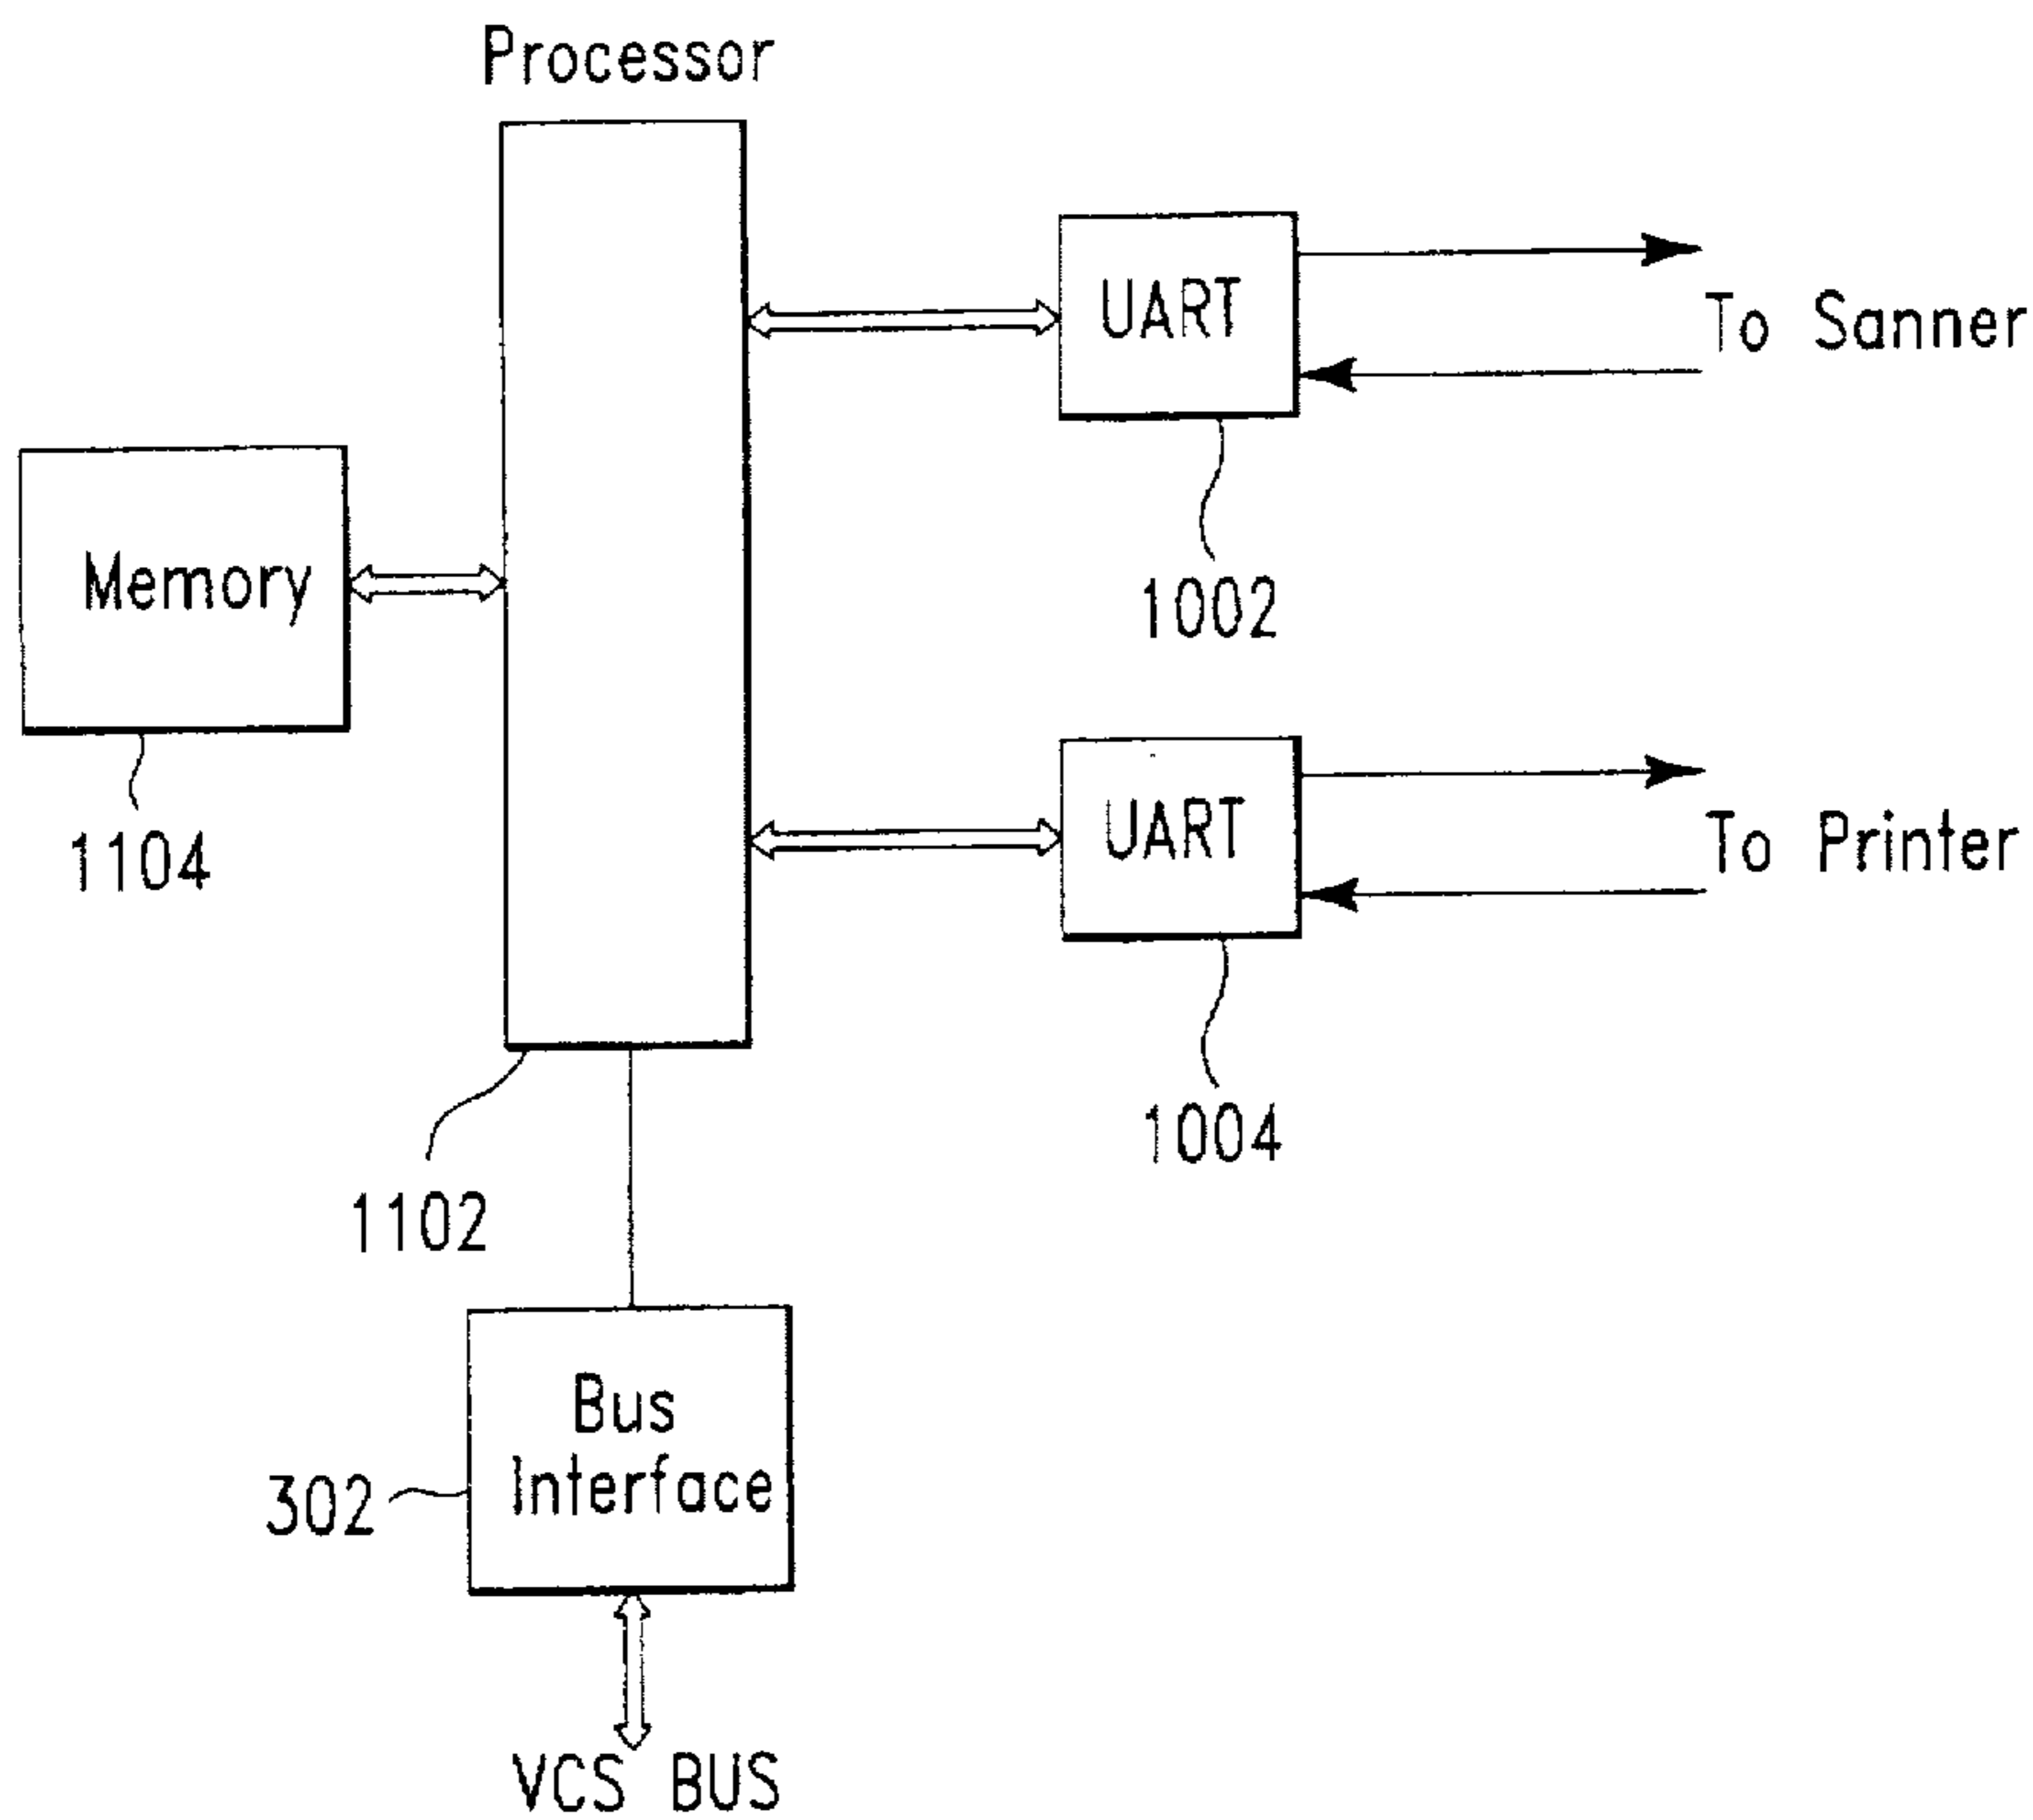 Processor
UART
To Sanner
1002
Memory
1104
UART
To Printer
1004
1102
Bus
Interface
302
VCS BUS